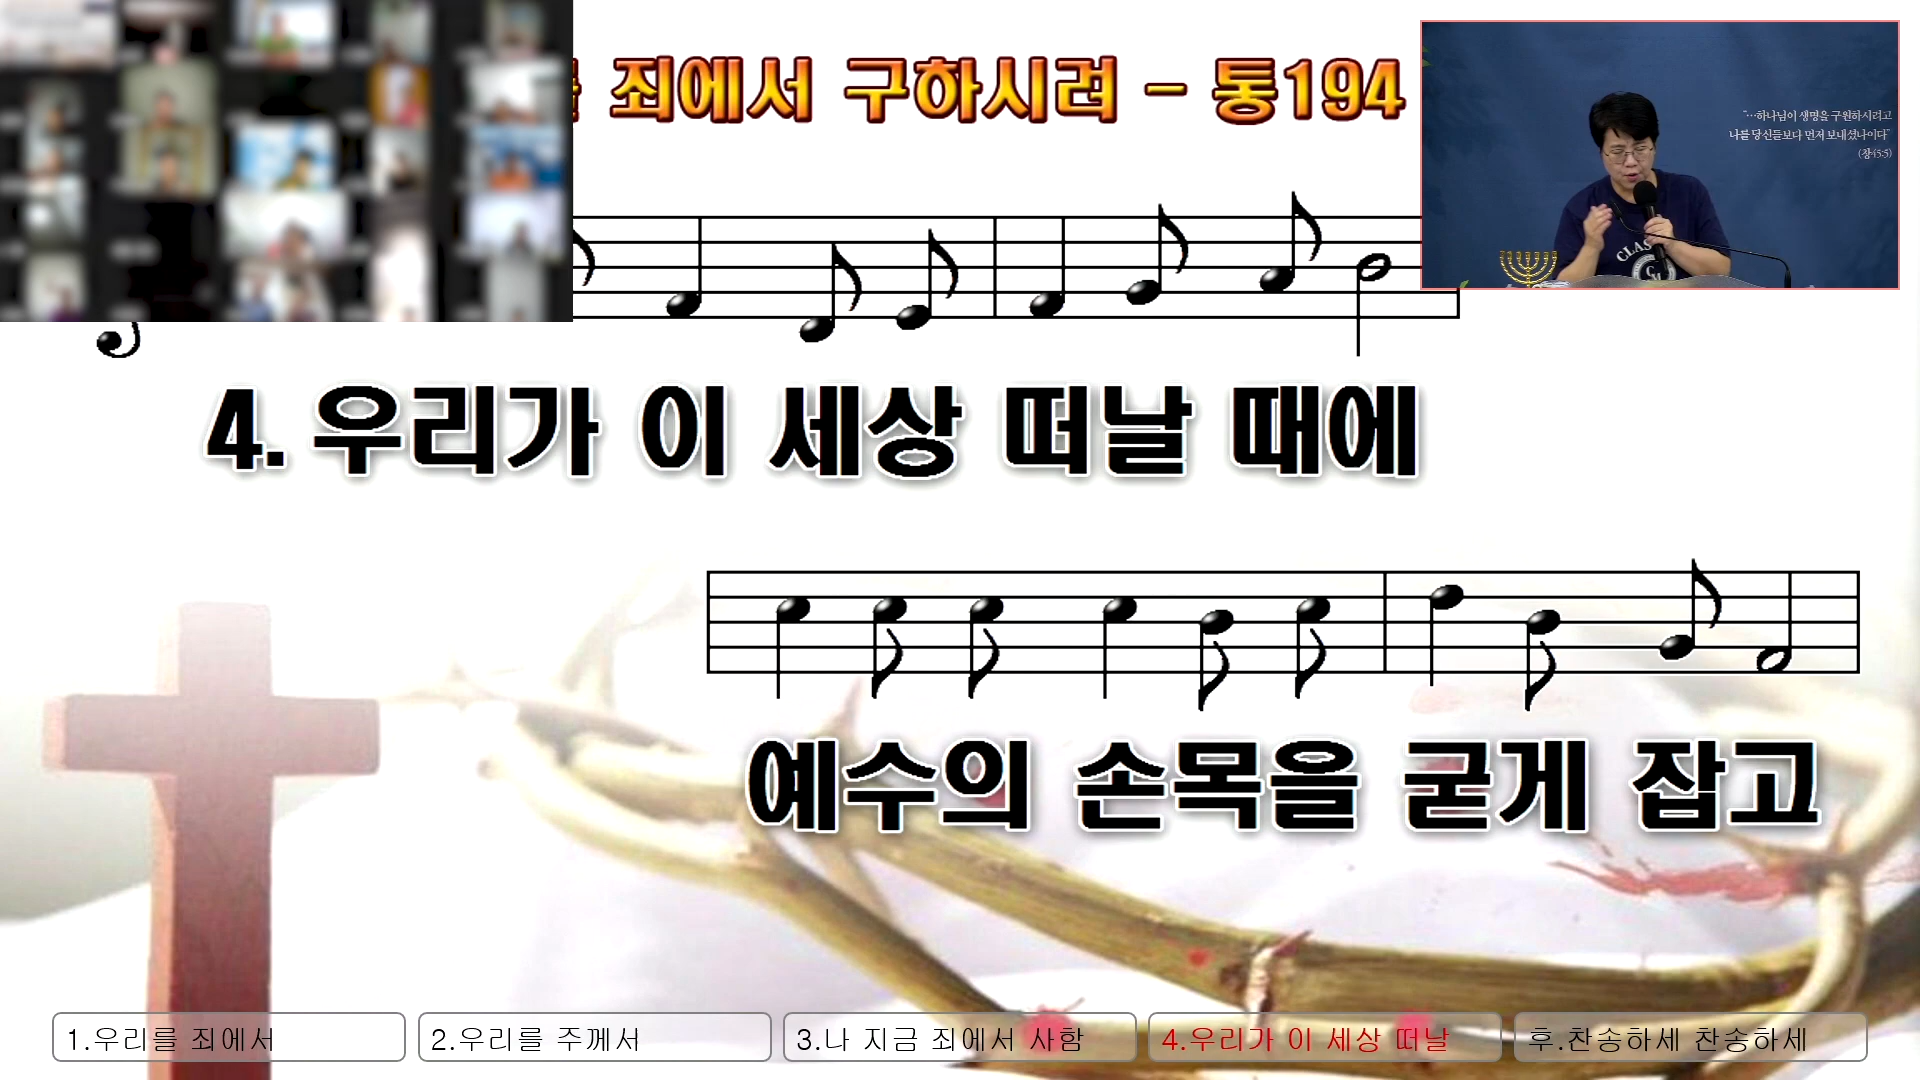 죄에서 구하시려 - 통194
"…하나님이 생명을 구원하시려고
나를 당신들보다 먼저 보내셨나이다"
(창45:5)
4. 우리가 이 세상 떠날 때에
예수의 손목을 굳게 잡고
1.우리를 죄에서
2.우리를 주께서
3.나 지금 죄에서 사함
4.우리가 이 세상 떠날
후.찬송하세 찬송하세